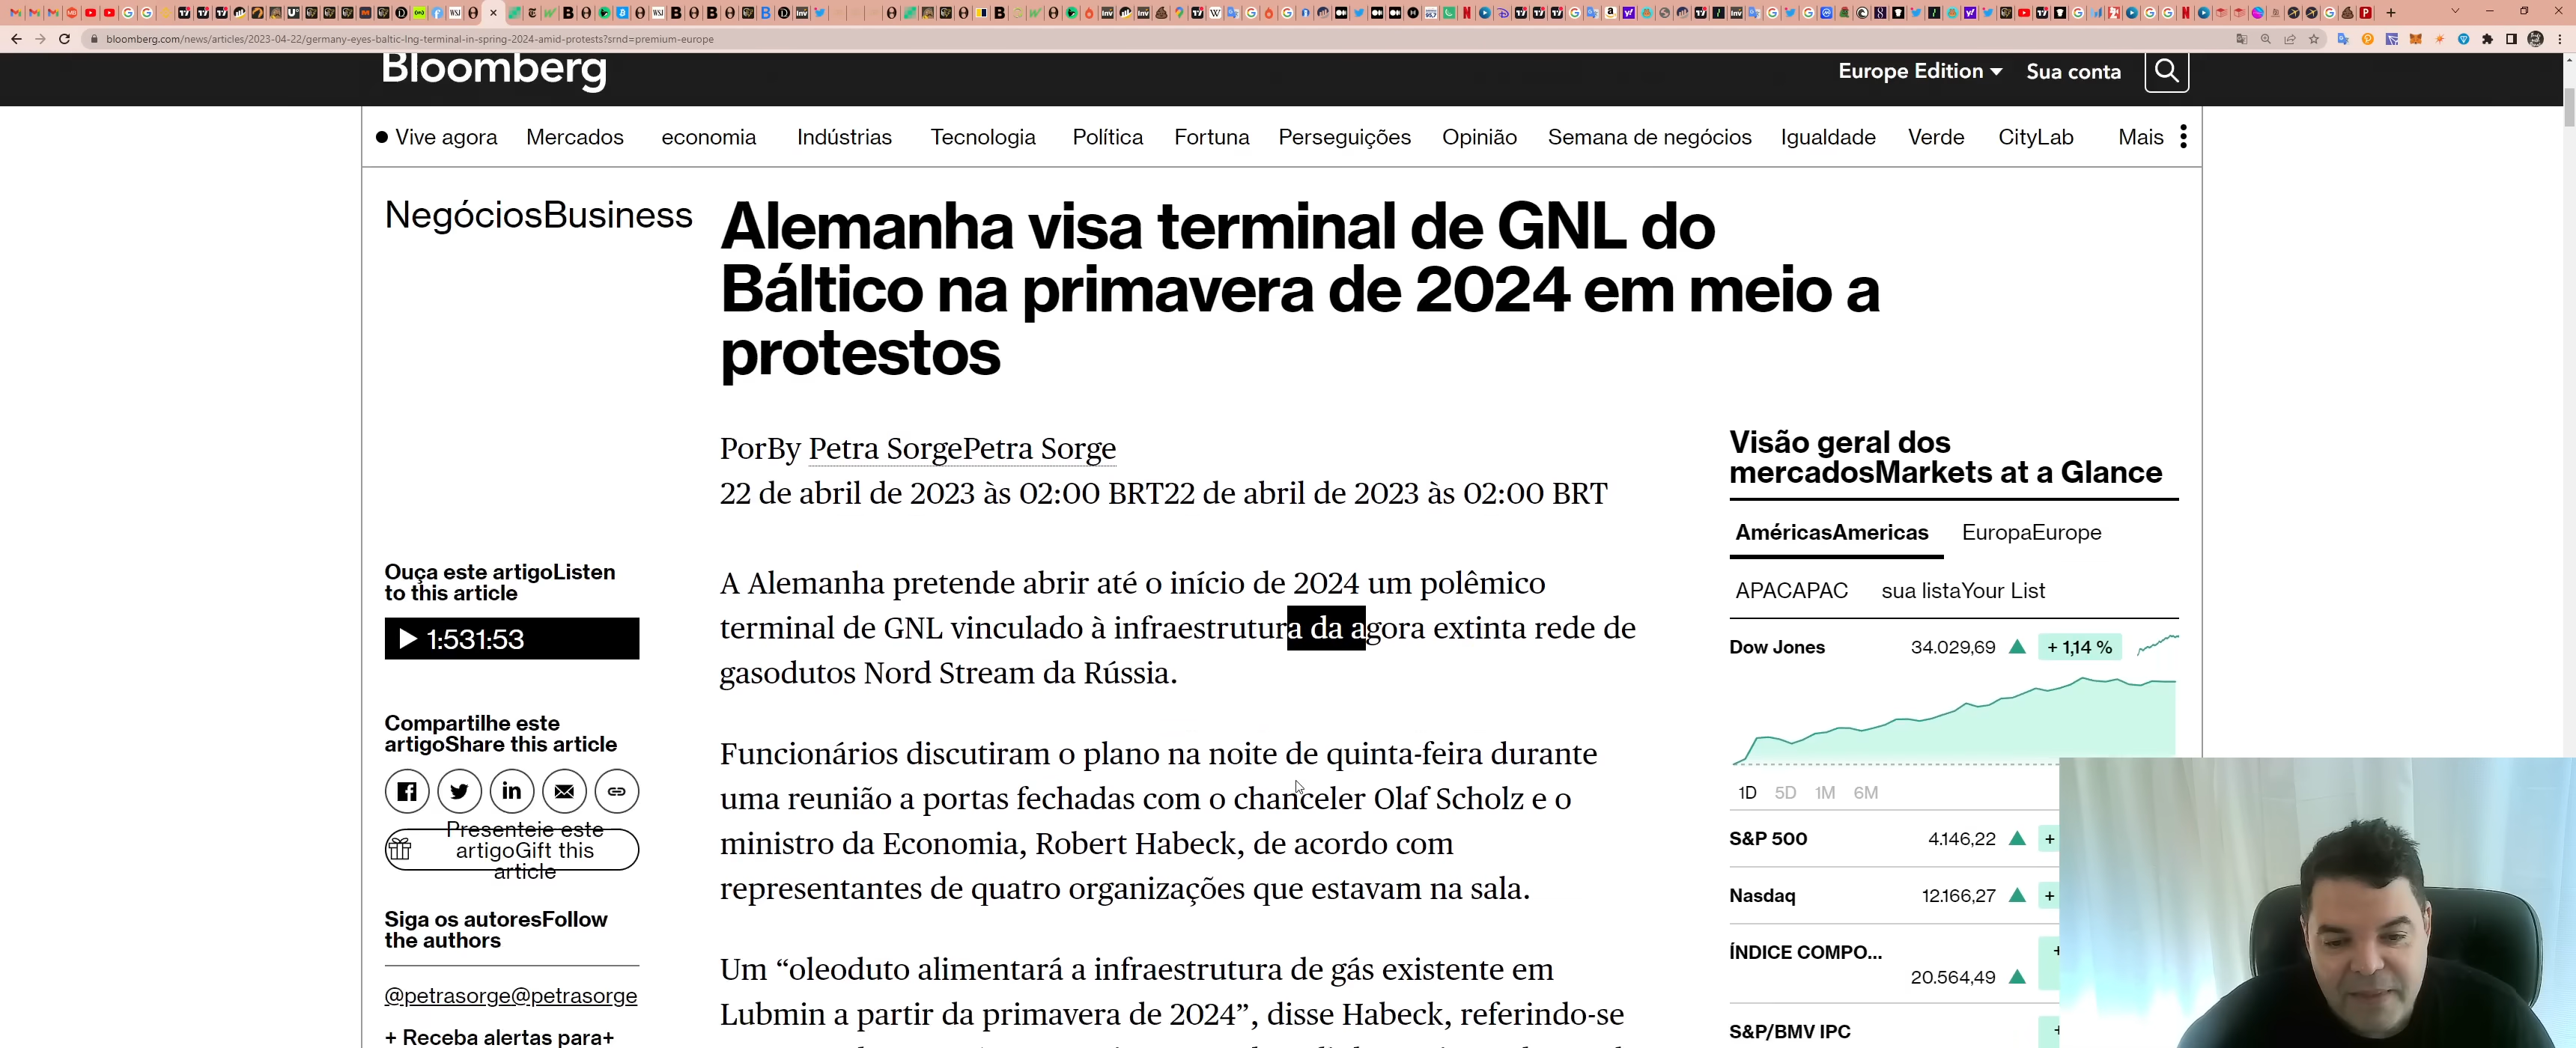 bloomberg.com/news/articles/2023-04-22/germany-eyes-baltic-lng-terminal-in-spring-2024-amid-protests?srnd=premium-europe
Bloomberg
Europe Edition Sua conta
Vive agora Mercados economia Indústrias Tecnologia Política Fortuna Perseguições Opinião Semana de negócios Igualdade Verde CityLab Mais
NegóciosBusiness
Alemanha visa terminal de GNL do
Báltico na primavera de 2024 em meio a
protestos
PorBy Petra SorgePetra Sorge
22 de abril de 2023 às 02:00 BRT22 de abril de 2023 às 02:00 BRT
Ouça este artigoListen
to this article
1:531:53
Compartilhe este
artigoShare this article
Presenteie este
artigoGift this
article
Siga os autoresFollow
the authors
@petrasorge@petrasorge
+ Receba alertas para+
A Alemanha pretende abrir até o início de 2024 um polêmico
terminal de GNL vinculado à infraestrutura da agora extinta rede de
gasodutos Nord Stream da Rússia.
Funcionários discutiram o plano na noite de quinta-feira durante
uma reunião a portas fechadas com o chanceler Olaf Scholz e o
ministro da Economia, Robert Habeck, de acordo com
representantes de quatro organizações que estavam na sala.
Um “oleoduto alimentará a infraestrutura de gás existente em
Lubmin a partir da primavera de 2024”, disse Habeck, referindo-se
Visão geral dos
mercadosMarkets at a Glance
AméricasAmericas EuropaEurope
APACAPAC sua listaYour List
Dow Jones 34.029,69 + 1,14 %
1D 5D 1M 6M
S&P 500 4.146,22 +
Nasdaq 12.166,27 +
ÍNDICE COMPO...
20.564,49 +
S&P/BMV IPC +